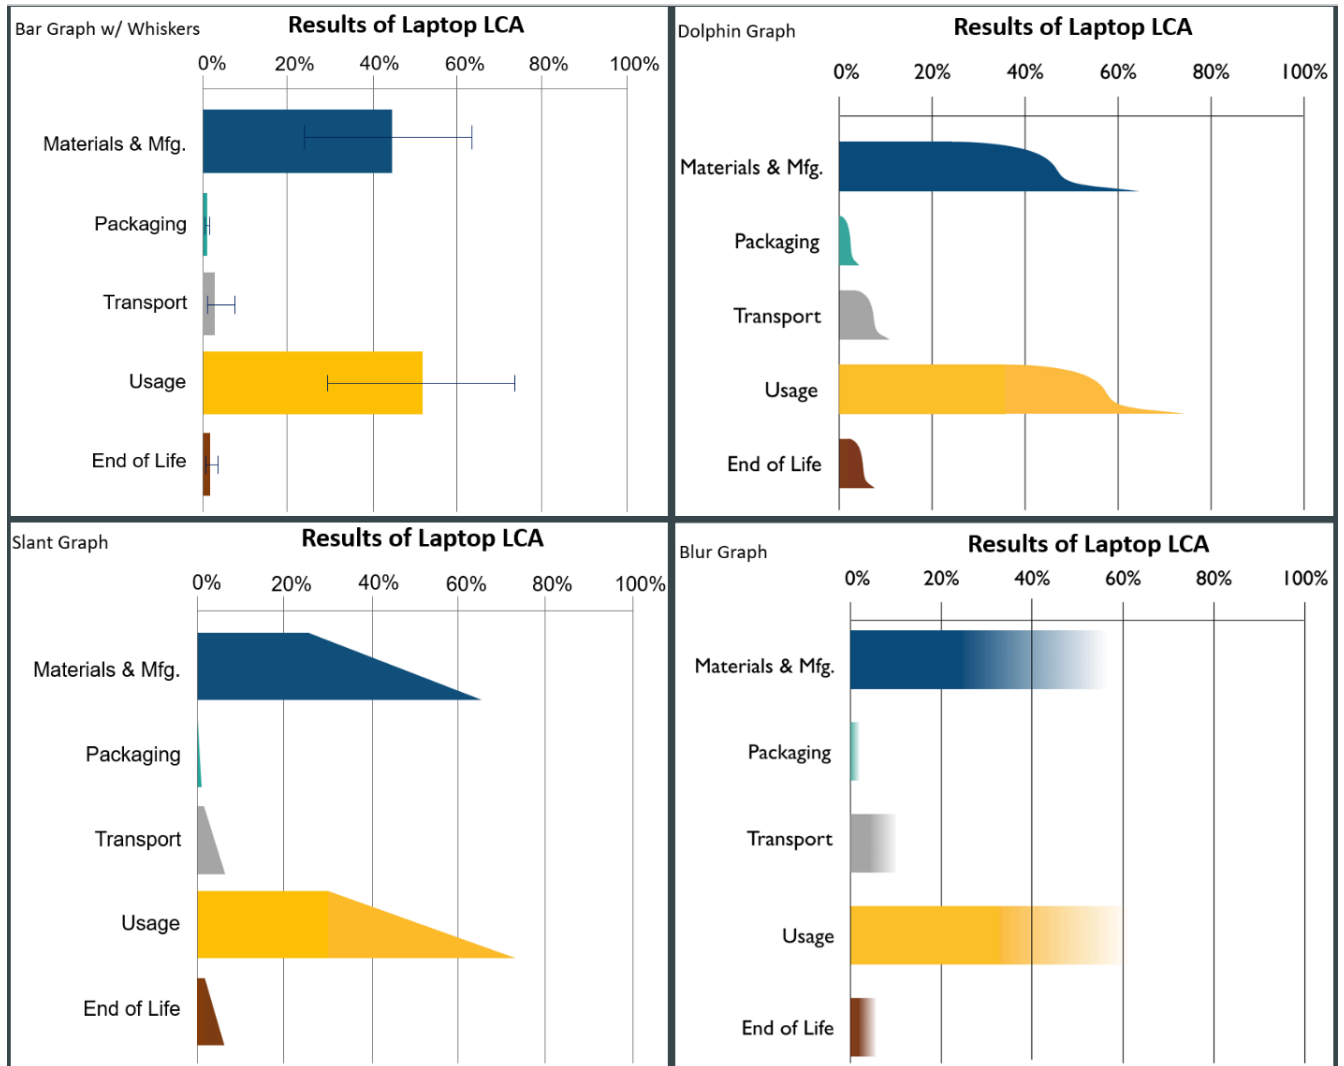 Bar Graph w/ Whiskers
Results of Laptop LCA
0% 20% 40% 60% 80% 100%
Materials & Mfg.
Packaging
Transport
Usage
End of Life
Dolphin Graph
Results of Laptop LCA
0% 20% 40% 60% 80% 100%
Materials & Mfg.
Packaging
Transport
Usage
End of Life
Slant Graph
Results of Laptop LCA
0% 20% 40% 60% 80% 100%
Materials & Mfg.
Packaging
Transport
Usage
End of Life
Blur Graph
Results of Laptop LCA
0% 20% 40% 60% 80% 100%
Materials & Mfg.
Packaging
Transport
Usage
End of Life